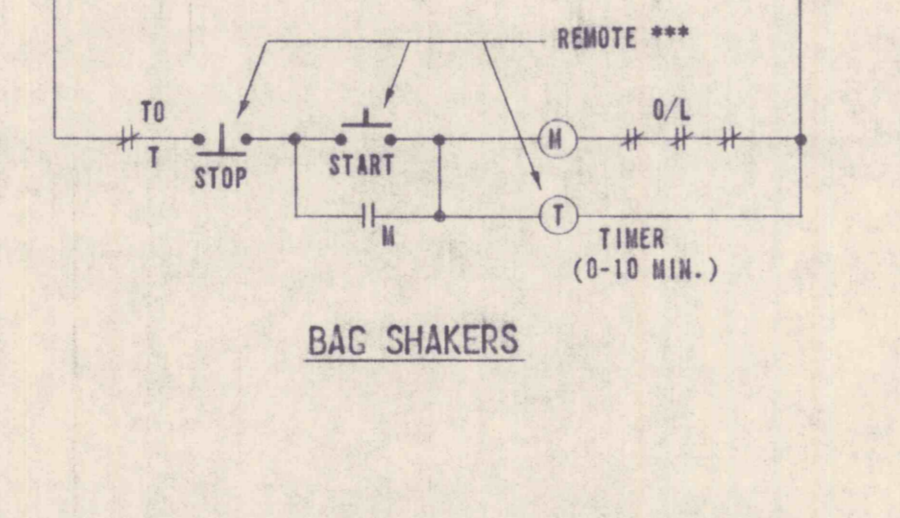 REMOTE ***
TO
T
STOP
START
M
M
O/L
T
TIMER
(0-10 MIN.)
BAG SHAKERS